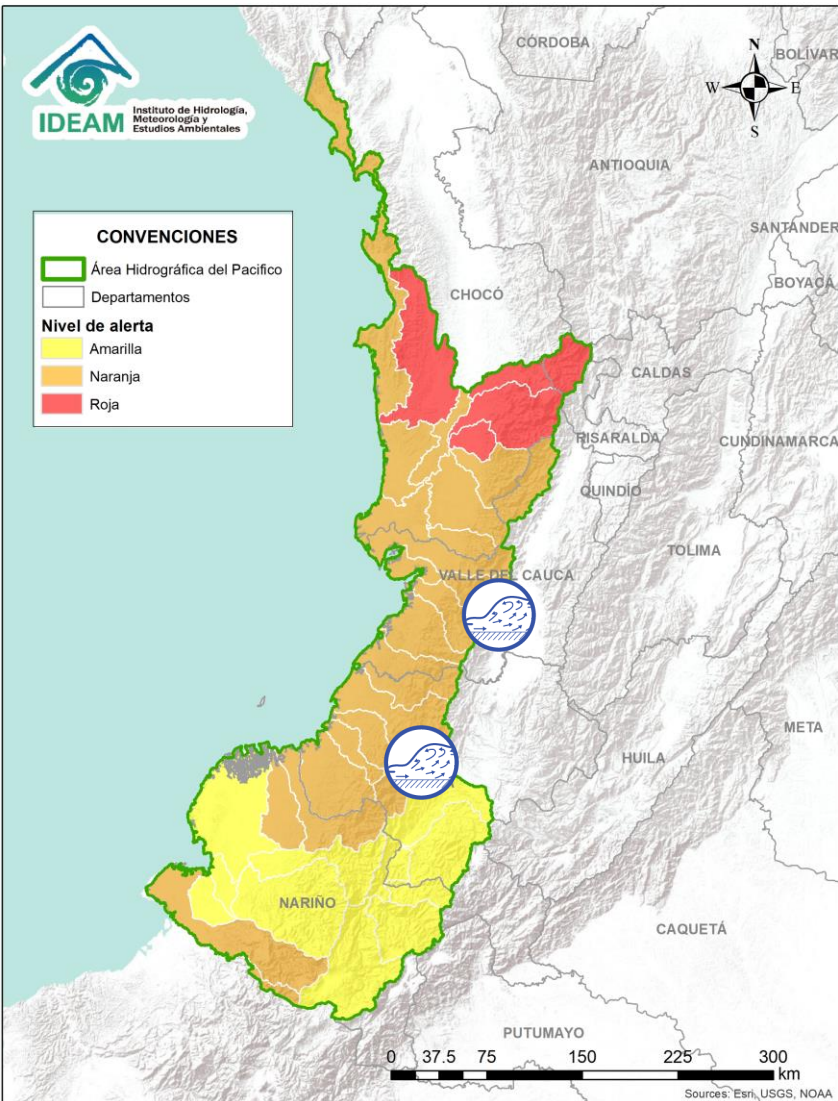 IDEAM
Instituto de Hidrología,
Meteorología y
Estudios Ambientales
CONVENCIONES
Área Hidrográfica del Pacifico
Departamentos
Nivel de alerta
Amarilla
Naranja
Roja
N
W
E
S
CÓRDOBA
BOLÍVAR
ANTIOQUIA
SANTANDER
BOYACÁ
CHOCÓ
CALDAS
RISARALDA
CUNDINAMARCA
QUINDÍO
TOLIMA
VALLE DEL CAUCA
META
HUILA
NARIÑO
CAQUETÁ
PUTUMAYO
0 37.5 75 150 225 300
km
Sources: Esri, USGS, NOAA